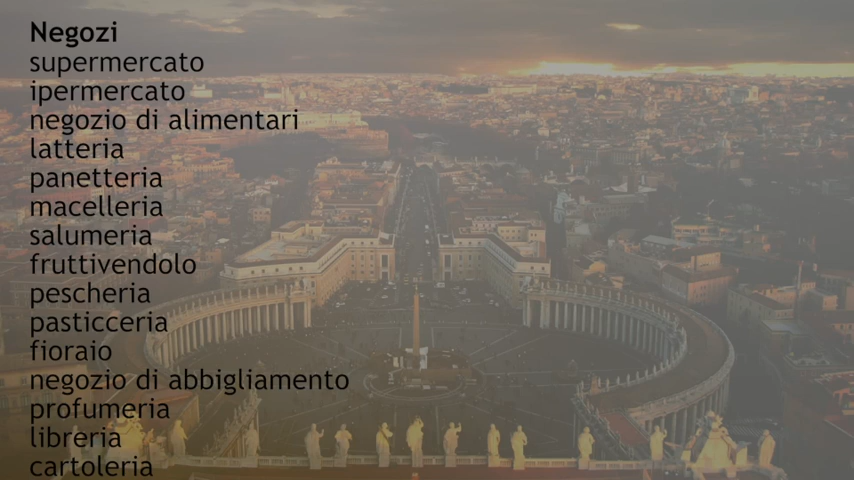 Negozi
supermercato
ipermercato
negozio di alimentari
latteria
panetteria
macelleria
salumeria
fruttivendolo
pescheria
pasticceria
fioraio
negozio di abbigliamento
profumeria
libreria
cartoleria